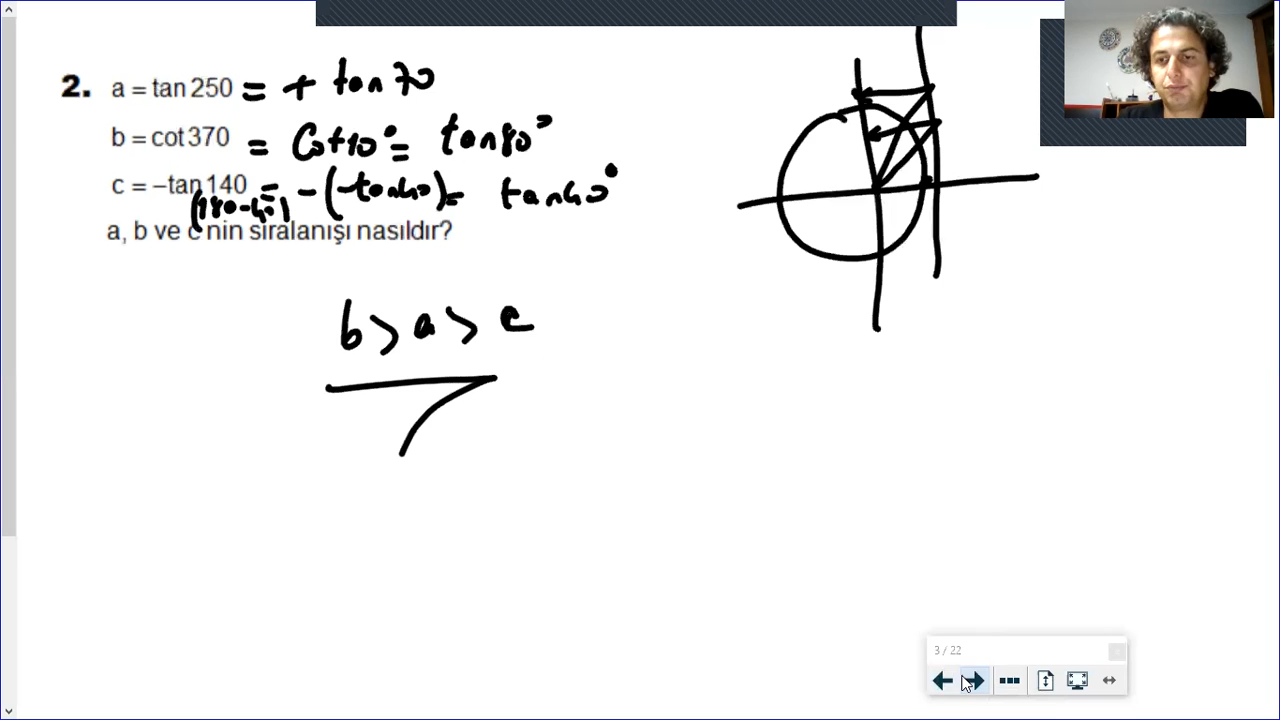 2. a = tan 250 = + tan 70
b = cot 370 = Cot 10° = tan 80°
c = −tan 140 = −(−tan 40) = tan 40°
(180-40)
a, b ve c nin sıralanışı nasıldır?
b > a > c
3 / 22